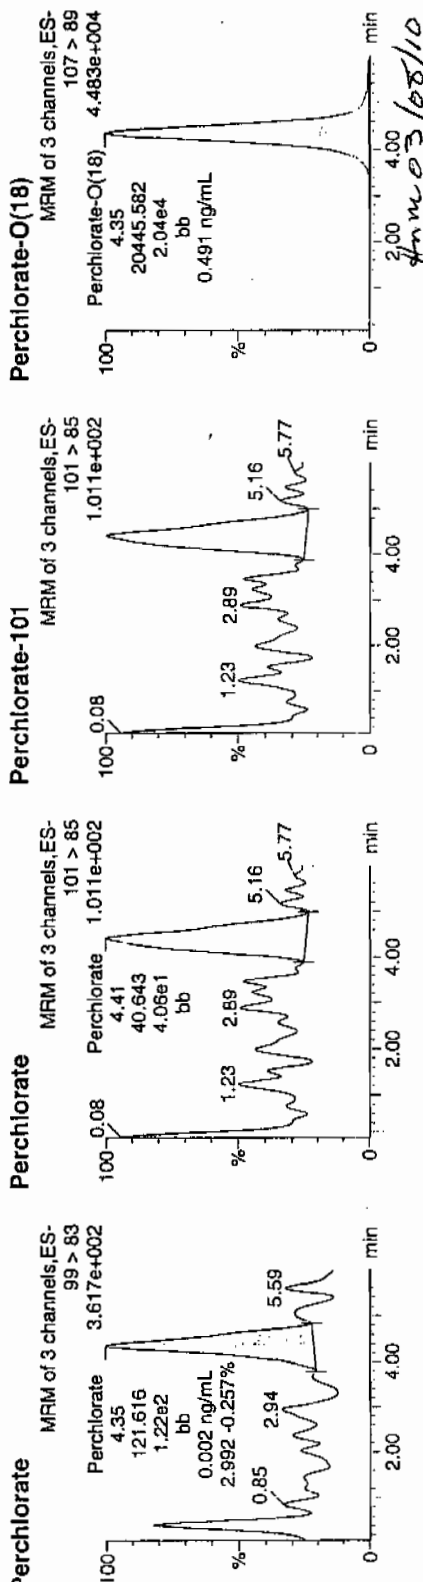 Perchlorate
MRM of 3 channels,ES-
99 > 83
3.617e+002
Perchlorate
4.35
121.616
1.22e2
bb
0.002 ng/mL
2.992 -0.257%
100
%
0
0.85
2.94
5.59
2.00
4.00
min
Perchlorate
MRM of 3 channels,ES-
101 > 85
1.011e+002
Perchlorate
4.41
40.643
4.06e1
bb
100
%
0
0.08
1.23
2.89
5.16
5.77
2.00
4.00
min
Perchlorate-101
MRM of 3 channels,ES-
101 > 85
1.011e+002
100
%
0
0.08
1.23
2.89
5.16
5.77
2.00
4.00
min
Perchlorate-O(18)
MRM of 3 channels,ES-
107 > 89
4.483e+004
Perchlorate-O(18)
4.35
20445.582
2.04e4
bb
0.491 ng/mL
100
%
0
2.00
4.00
min
03/08/10